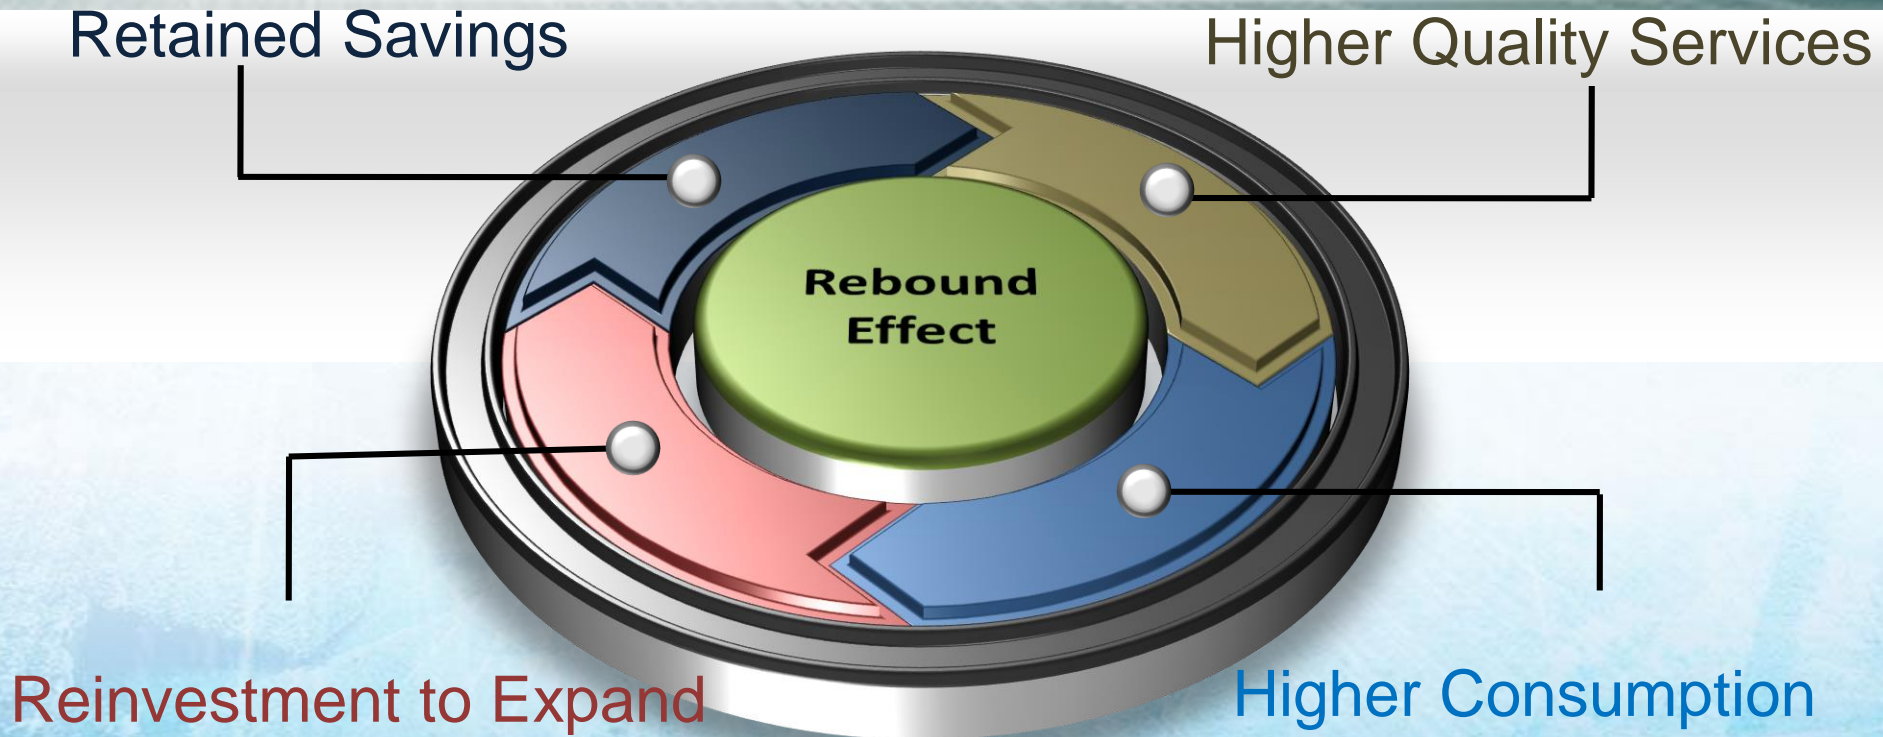 Retained Savings
Higher Quality Services
Rebound
Effect
Reinvestment to Expand
Higher Consumption